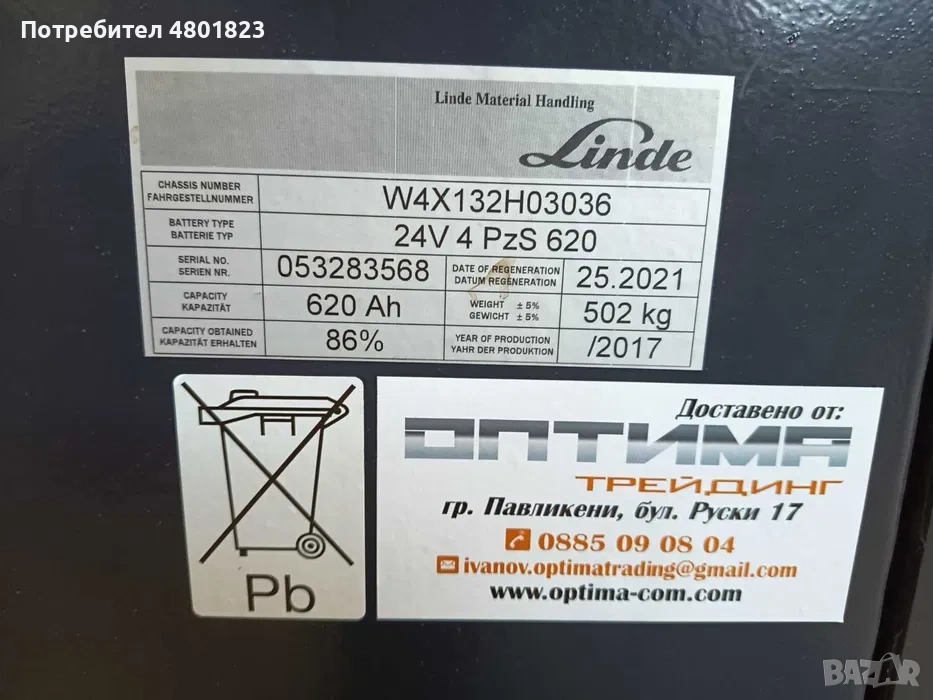 Потребител 4801823
Linde Material Handling
Linde
CHASSIS NUMBER
FAHRGESTELLNUMMER
W4X132H03036
BATTERY TYPE
BATTERIE TYP
24V 4 PzS 620
SERIAL NO.
SERIEN NR.
053283568
DATE OF REGENERATION
DATUM REGENERATION
25.2021
CAPACITY
KAPAZITÄT
620 Ah
WEIGHT ± 5%
GEWICHT ± 5%
502 kg
CAPACITY OBTAINED
KAPAZITÄT ERHALTEN
86%
YEAR OF PRODUCTION
YAHR DER PRODUKTION
/2017
Pb
Доставено от:
ОПТИМА
ТРЕЙДИНГ
гр. Павликени, бул. Руски 17
0885 09 08 04
ivanov.optimatrading@gmail.com
www.optima-com.com
BAZAR